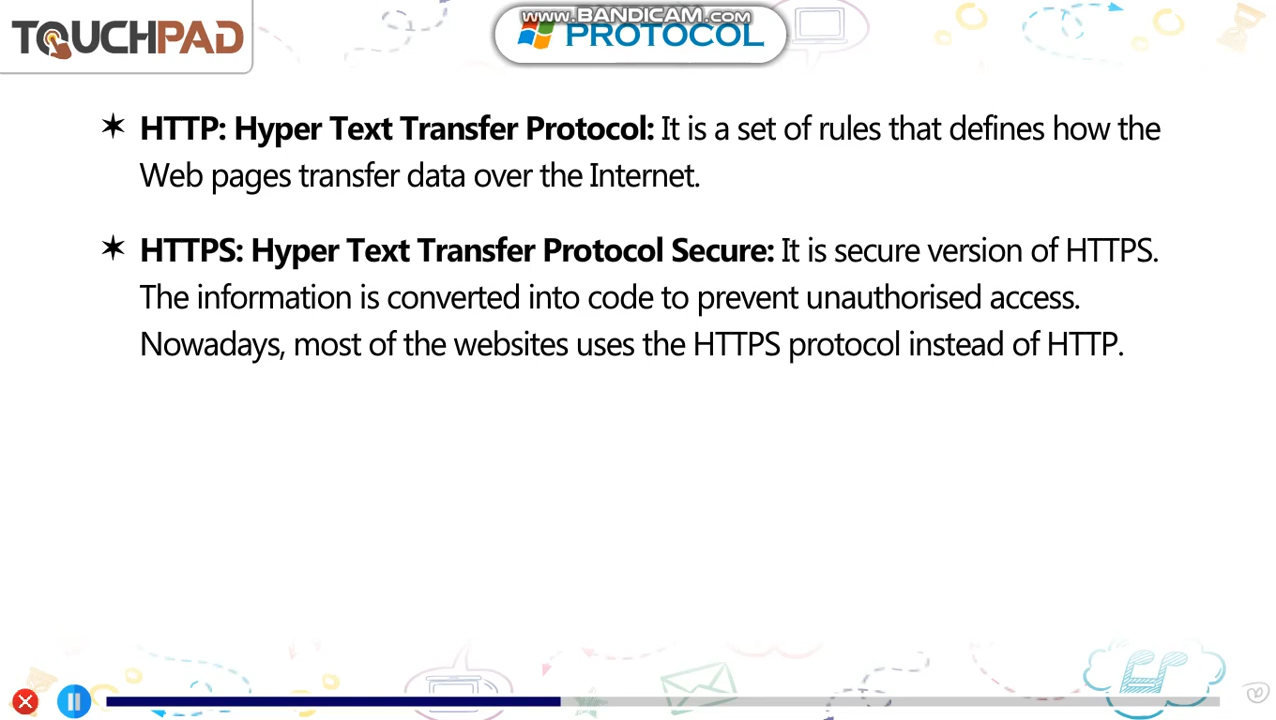 TOUCHPAD
www.BANDICAM.com
PROTOCOL
✶ HTTP: Hyper Text Transfer Protocol: It is a set of rules that defines how the
Web pages transfer data over the Internet.
✶ HTTPS: Hyper Text Transfer Protocol Secure: It is secure version of HTTPS.
The information is converted into code to prevent unauthorised access.
Nowadays, most of the websites uses the HTTPS protocol instead of HTTP.